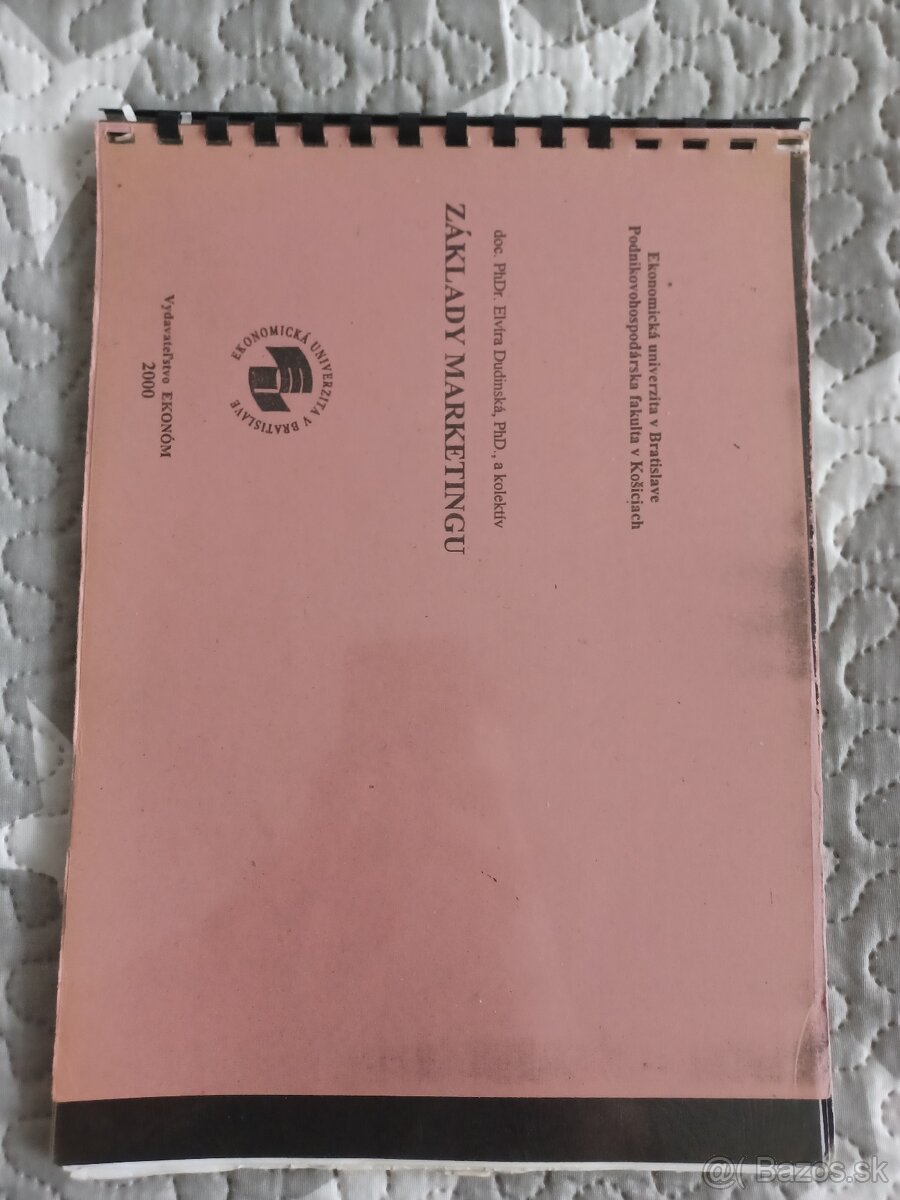 Ekonomická univerzita v Bratislave
Podnikovohospodárska fakulta v Košiciach
doc. PhDr. Elvíra Dudinská, PhD., a kolektív
ZÁKLADY MARKETINGU
EKONOMICKÁ UNIVERZITA V BRATISLAVE
Vydavateľstvo EKONÓM
2000
@( Bazos.sk